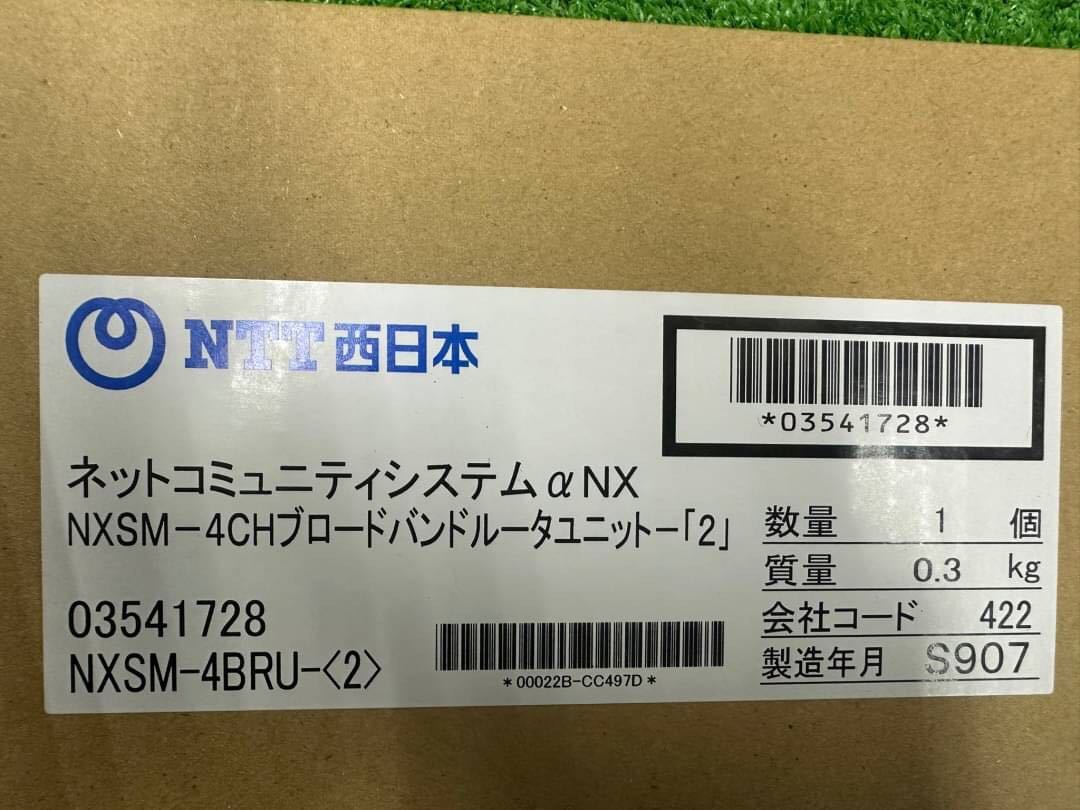 NTT西日本
*03541728*
ネットコミュニティシステムαNX
NXSM-4CHブロードバンドルータユニット-「2」
03541728
NXSM-4BRU-〈2〉
*00022B-CC497D*
数量 1 個
質量 0.3 kg
会社コード 422
製造年月 S907